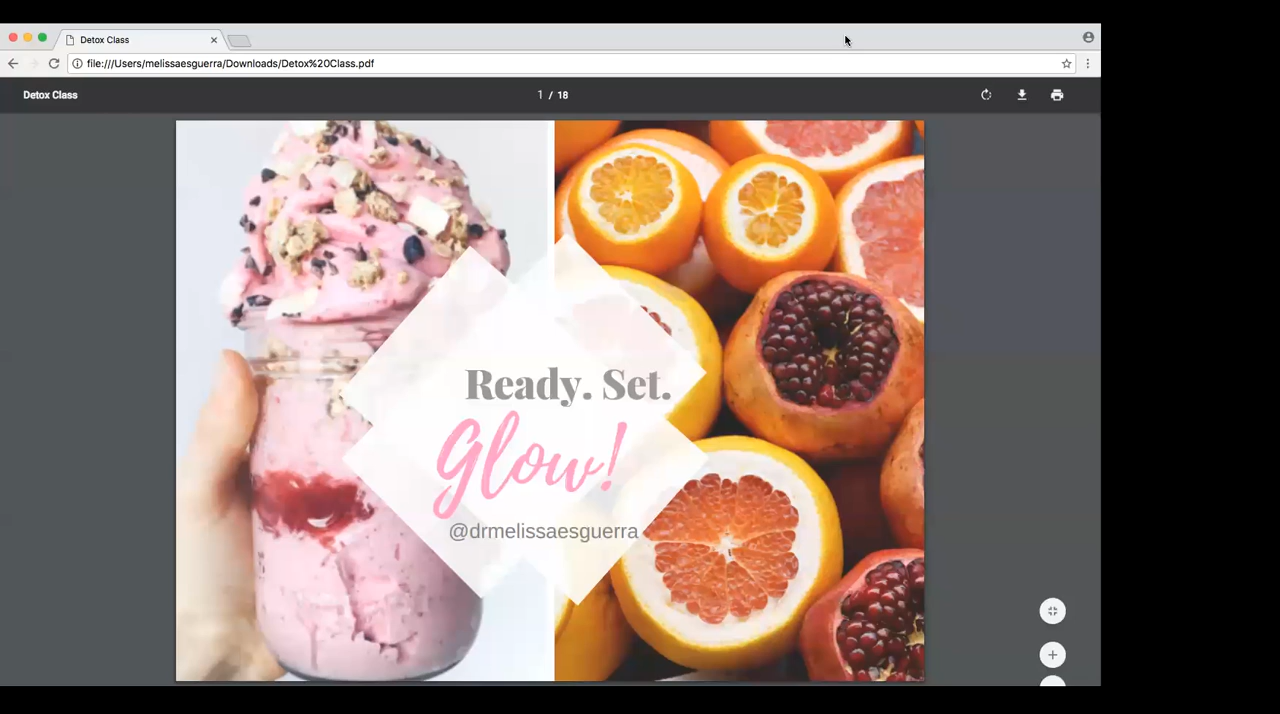 Detox Class
file:///Users/melissaesguerra/Downloads/Detox%20Class.pdf
Detox Class
1 / 18
Ready. Set.
Glow!
@drmelissaesguerra